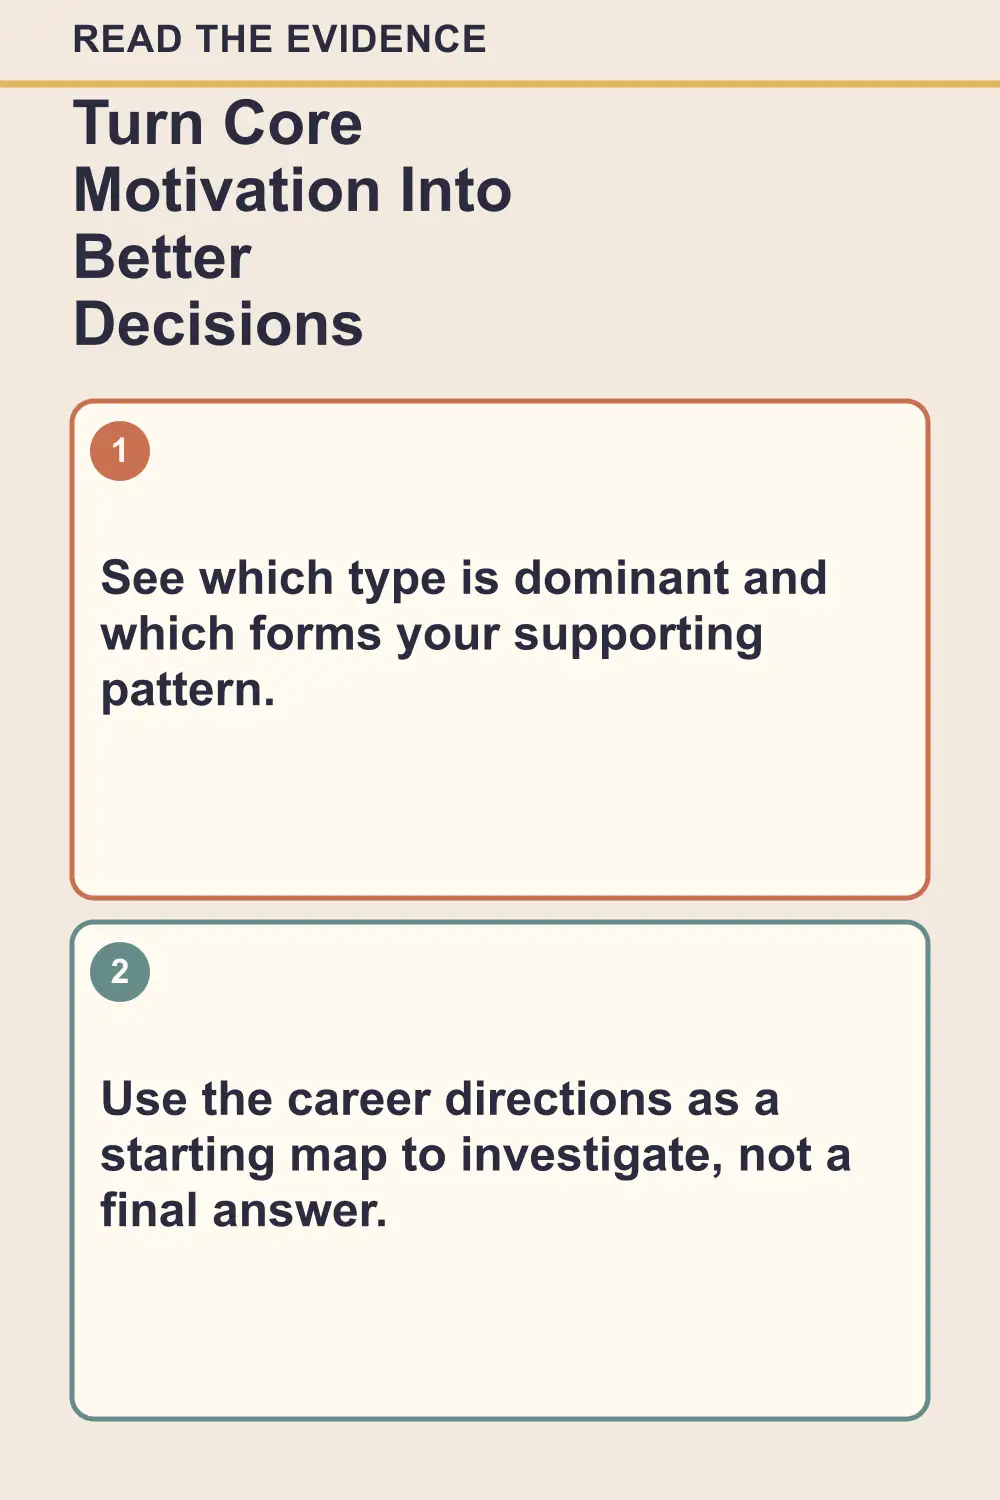 READ THE EVIDENCE
Turn Core
Motivation Into
Better
Decisions
1
See which type is dominant and
which forms your supporting
pattern.
2
Use the career directions as a
starting map to investigate, not a
final answer.